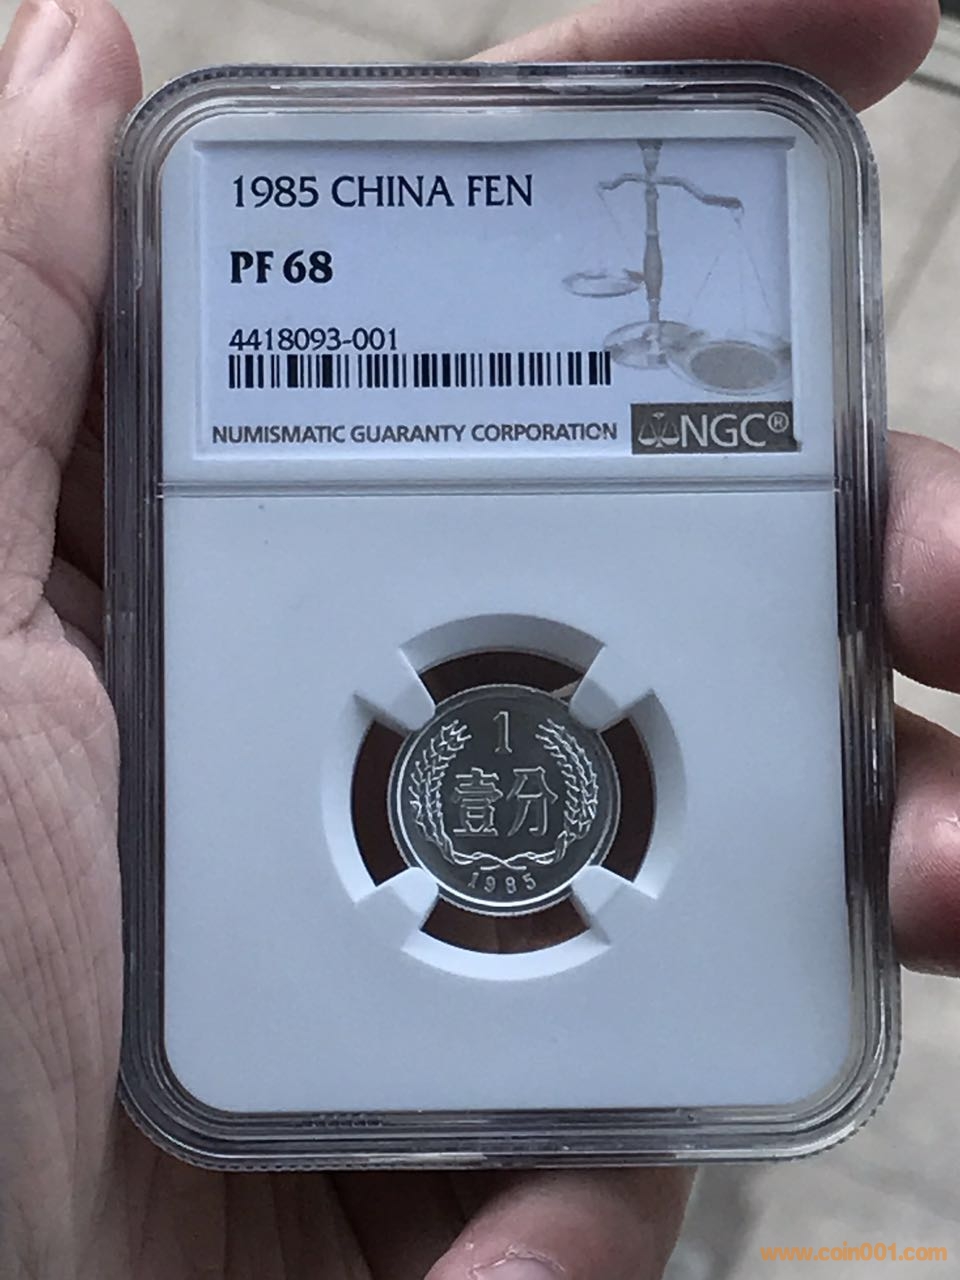 1985 CHINA FEN
PF 68
4418093-001
NUMISMATIC GUARANTY CORPORATION
NGC®
1
壹分
1985
www.coin001.com